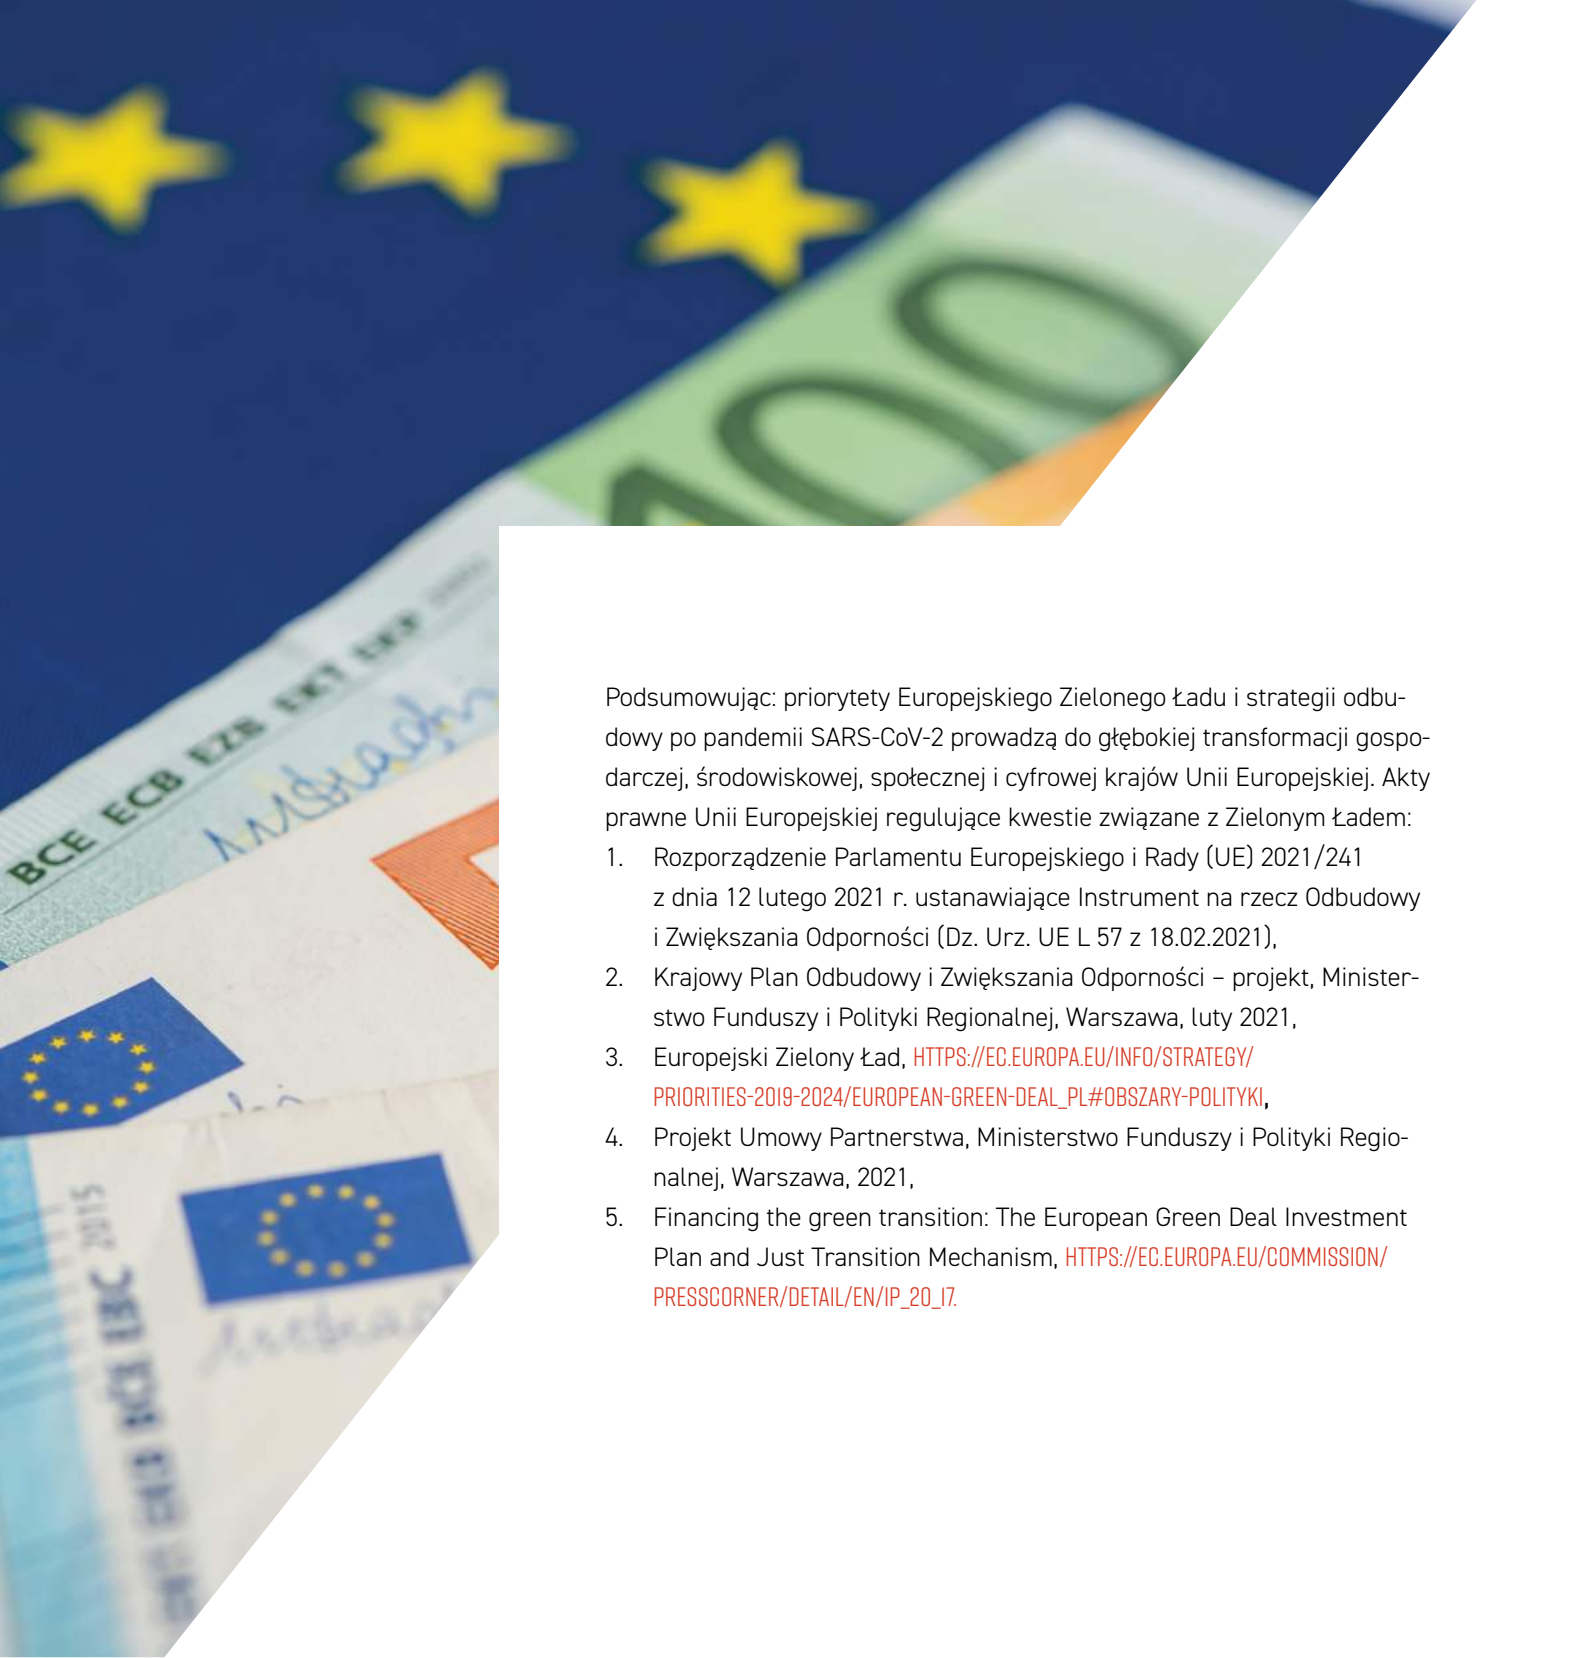 100
BCE ECB EZB EKT EKP
2015
Podsumowując: priorytety Europejskiego Zielonego Ładu i strategii odbu-
dowy po pandemii SARS-CoV-2 prowadzą do głębokiej transformacji gospo-
darczej, środowiskowej, społecznej i cyfrowej krajów Unii Europejskiej. Akty
prawne Unii Europejskiej regulujące kwestie związane z Zielonym Ładem:
1. Rozporządzenie Parlamentu Europejskiego i Rady (UE) 2021/241
z dnia 12 lutego 2021 r. ustanawiające Instrument na rzecz Odbudowy
i Zwiększania Odporności (Dz. Urz. UE L 57 z 18.02.2021),
2. Krajowy Plan Odbudowy i Zwiększania Odporności – projekt, Minister-
stwo Funduszy i Polityki Regionalnej, Warszawa, luty 2021,
3. Europejski Zielony Ład, HTTPS://EC.EUROPA.EU/INFO/STRATEGY/
PRIORITIES-2019-2024/EUROPEAN-GREEN-DEAL_PL#OBSZARY-POLITYKI,
4. Projekt Umowy Partnerstwa, Ministerstwo Funduszy i Polityki Regio-
nalnej, Warszawa, 2021,
5. Financing the green transition: The European Green Deal Investment
Plan and Just Transition Mechanism, HTTPS://EC.EUROPA.EU/COMMISSION/
PRESSCORNER/DETAIL/EN/IP_20_17.